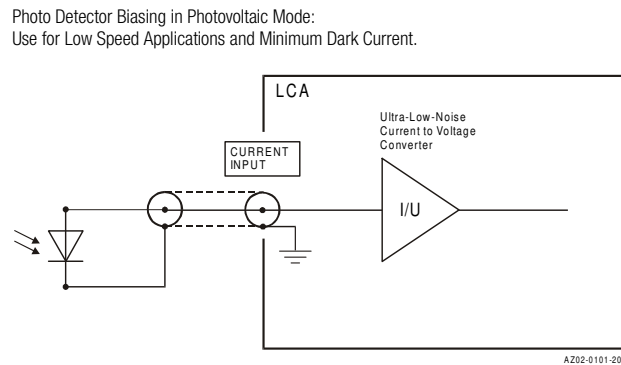 Photo Detector Biasing in Photovoltaic Mode:
Use for Low Speed Applications and Minimum Dark Current.
LCA
Ultra-Low-Noise
Current to Voltage
Converter
CURRENT
INPUT
I/U
AZ02-0101-20